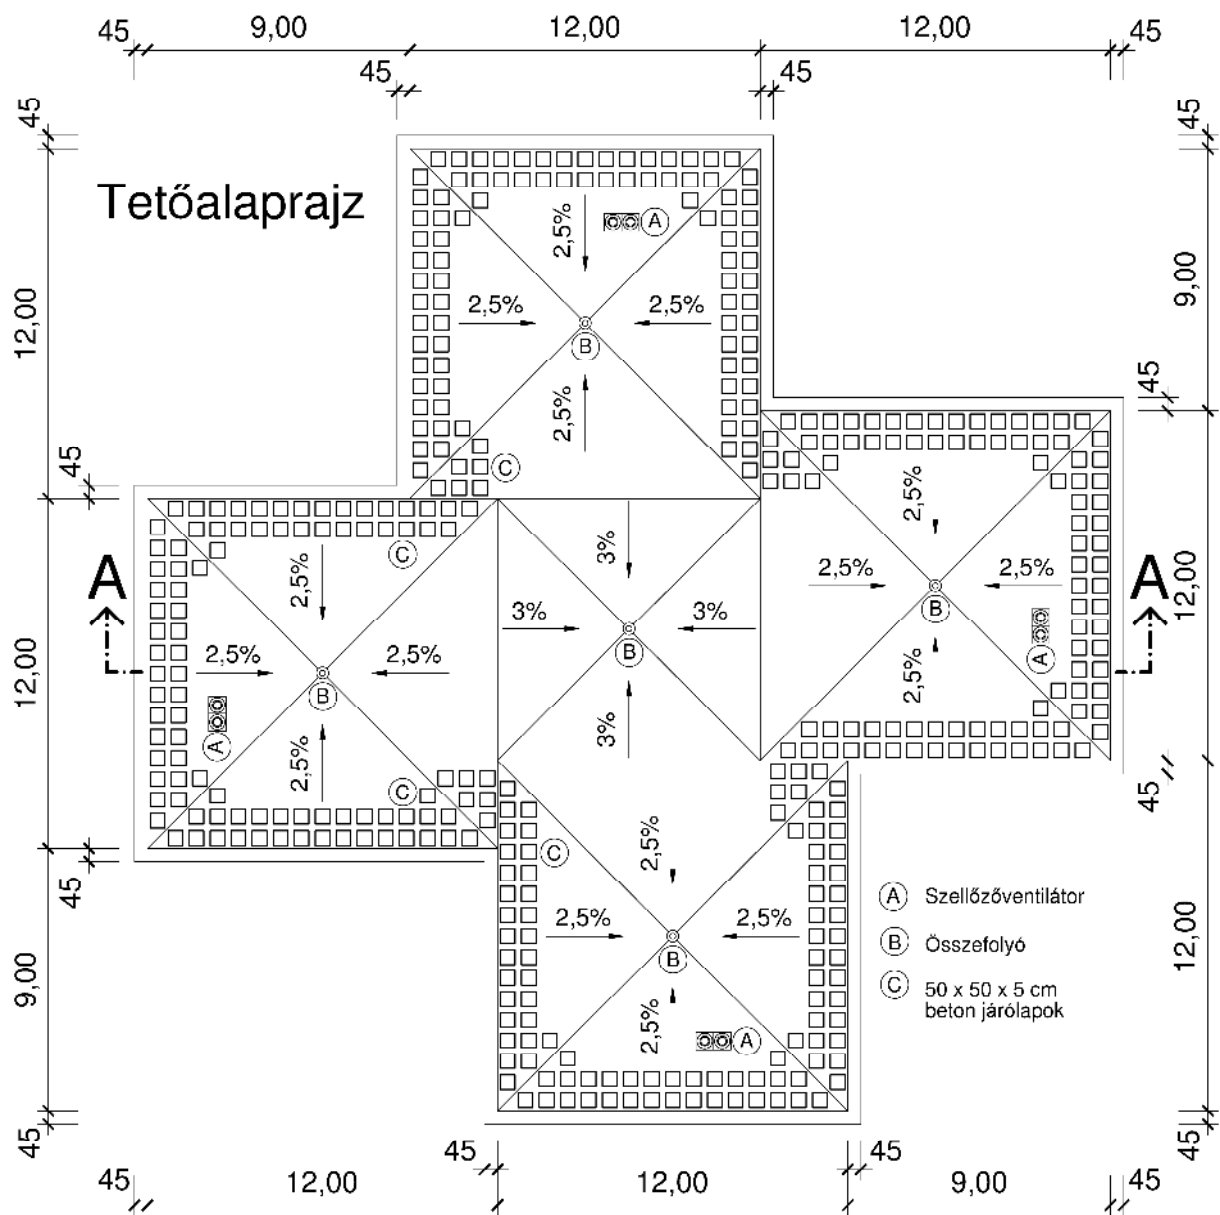 45 9,00 12,00 12,00 45
45 45
45 45
Tetőalaprajz
A
2,5%
2,5% 2,5%
12,00 9,00
B
2,5%
45
45
C
2,5%
3%
C
2,5%
A A
2,5% 2,5%
12,00
B
3% 3%
B
2,5% 2,5%
12,00
B
A
2,5%
A
3%
2,5%
C
45
2,5%
C
45
A Szellőzőventilátor
2,5% 2,5%
B Összefolyó
B
9,00 12,00
C 50 x 50 x 5 cm
beton járólapok
2,5%
A
45 45
45 45
45 12,00 12,00 9,00 45